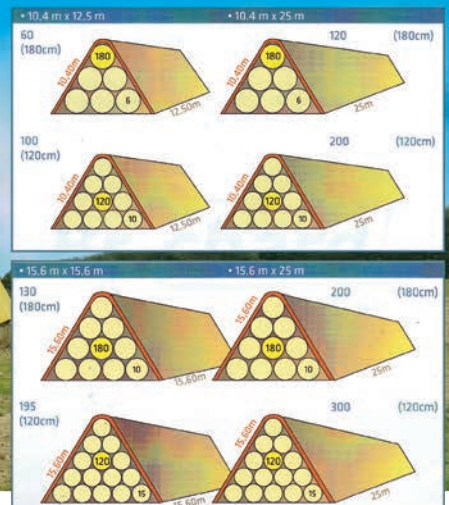 • 10,4 m x 12,5 m • 10.4 m x 25 m
60 120 (180cm)
(180cm)
180 180
10,40m 10,40m
6 6
12,50m 25m
100 200 (120cm)
(120cm)
10,40m 10,40m
120 120
10 10
12,50m 25m
• 15,6 m x 15,6 m • 15.6 m x 25 m
130 200 (180cm)
(180cm)
15,60m 15,60m
180 180
10 10
15,60m 25m
195 300 (120cm)
(120cm)
15,60m 15,60m
120 120
15 15
15,60m 25m